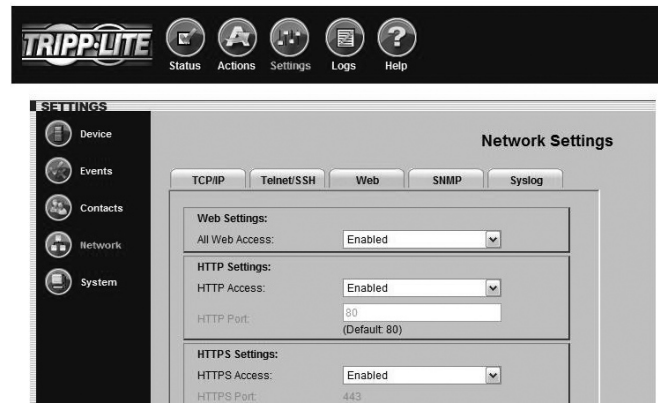 TRIPP·LITE
Status Actions Settings Logs Help
SETTINGS
Device
Events
Contacts
Network
System
Network Settings
TCP/IP Telnet/SSH Web SNMP Syslog
Web Settings:
All Web Access: Enabled
HTTP Settings:
HTTP Access: Enabled
HTTP Port: 80
(Default: 80)
HTTPS Settings:
HTTPS Access: Enabled
HTTPS Port: 443